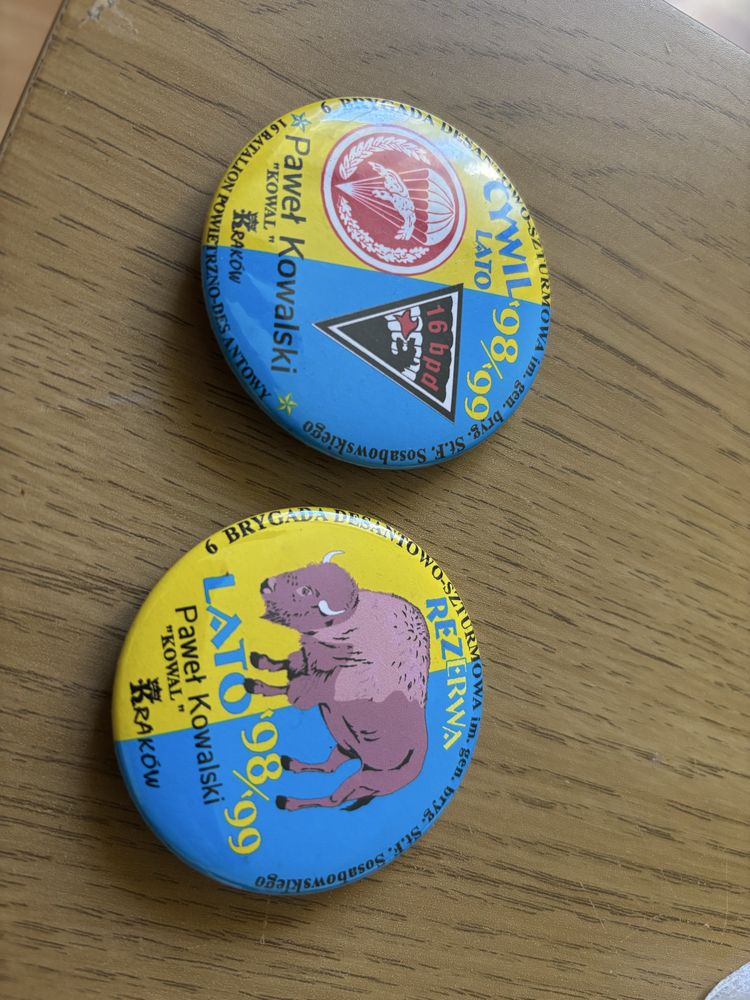 6 BRYGADA DESANTOWO-SZTURMOWA im. gen. bryg. St.F. Sosabowskiego
CYWIL
LATO '98/'99
16 bpd
Paweł Kowalski
"KOWAL"
KRAKÓW
16 BATALION POWIETRZNO-DESANTOWY
6 BRYGADA DESANTOWO-SZTURMOWA im. gen. bryg. St.F. Sosabowskiego
REZERWA
LATO '98/'99
Paweł Kowalski
"KOWAL"
KRAKÓW